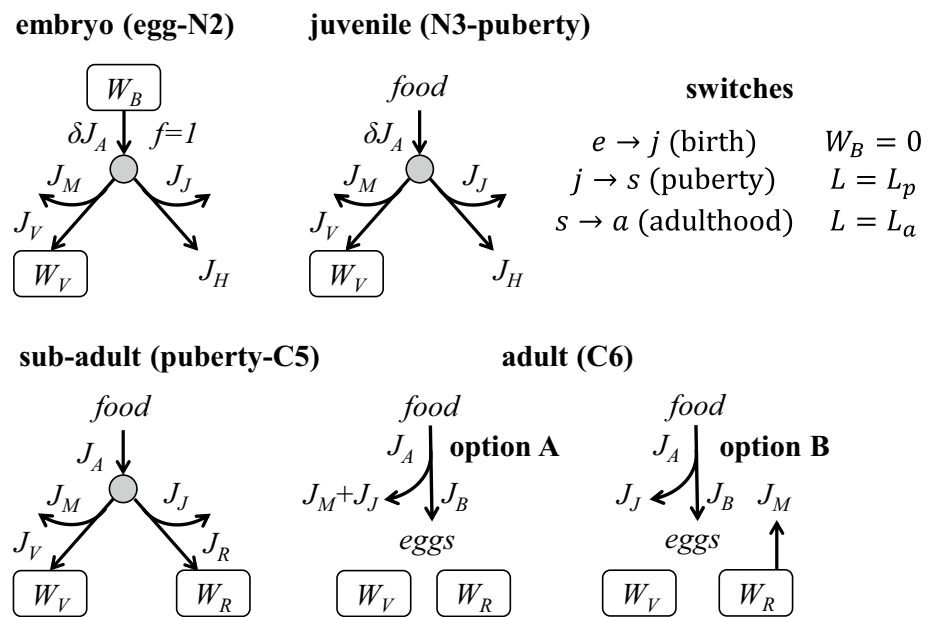 embryo (egg-N2)
W_B
δJ_A f=1
J_M J_J
J_V
W_V J_H
juvenile (N3-puberty)
food
δJ_A
J_M J_J
J_V
W_V J_H
switches
e → j (birth) W_B = 0
j → s (puberty) L = L_p
s → a (adulthood) L = L_a
sub-adult (puberty-C5)
food
J_A
J_M J_J
J_V J_R
W_V W_R
adult (C6)
food
J_A option A
J_M+J_J J_B
eggs
W_V W_R
food
J_A option B
J_J J_B J_M
eggs
W_V W_R